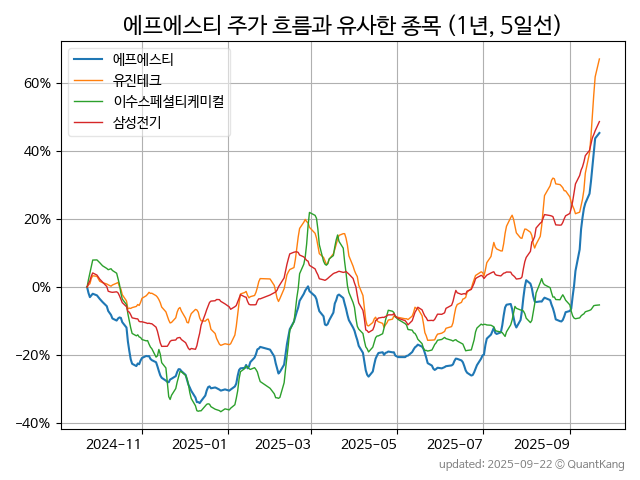 에프에스티 주가 흐름과 유사한 종목 (1년, 5일선)
에프에스티
유진테크
이수스페셜티케미컬
삼성전기
60%
40%
20%
0%
−20%
−40%
2024-11
2025-01
2025-03
2025-05
2025-07
2025-09
updated: 2025-09-22 © QuantKang